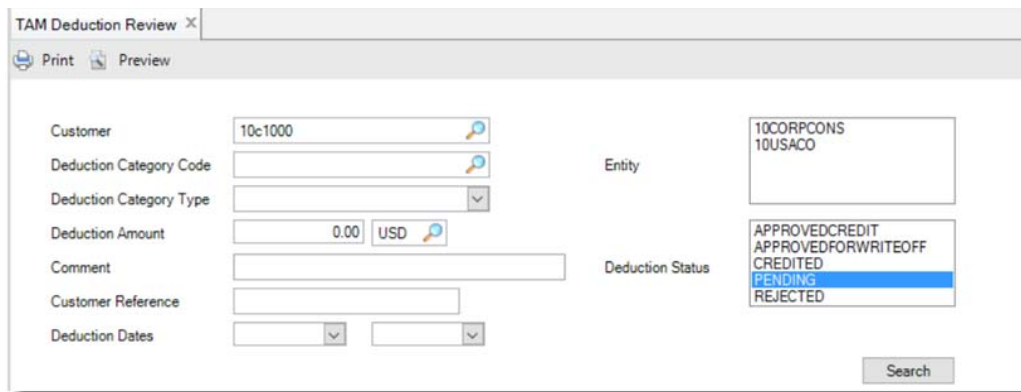 TAM Deduction Review
Print Preview
Customer 10c1000
Deduction Category Code
Deduction Category Type
Deduction Amount 0.00 USD
Comment
Customer Reference
Deduction Dates
Entity
10CORPCONS
10USACO
Deduction Status
APPROVEDCREDIT
APPROVEDFORWRITEOFF
CREDITED
PENDING
REJECTED
Search